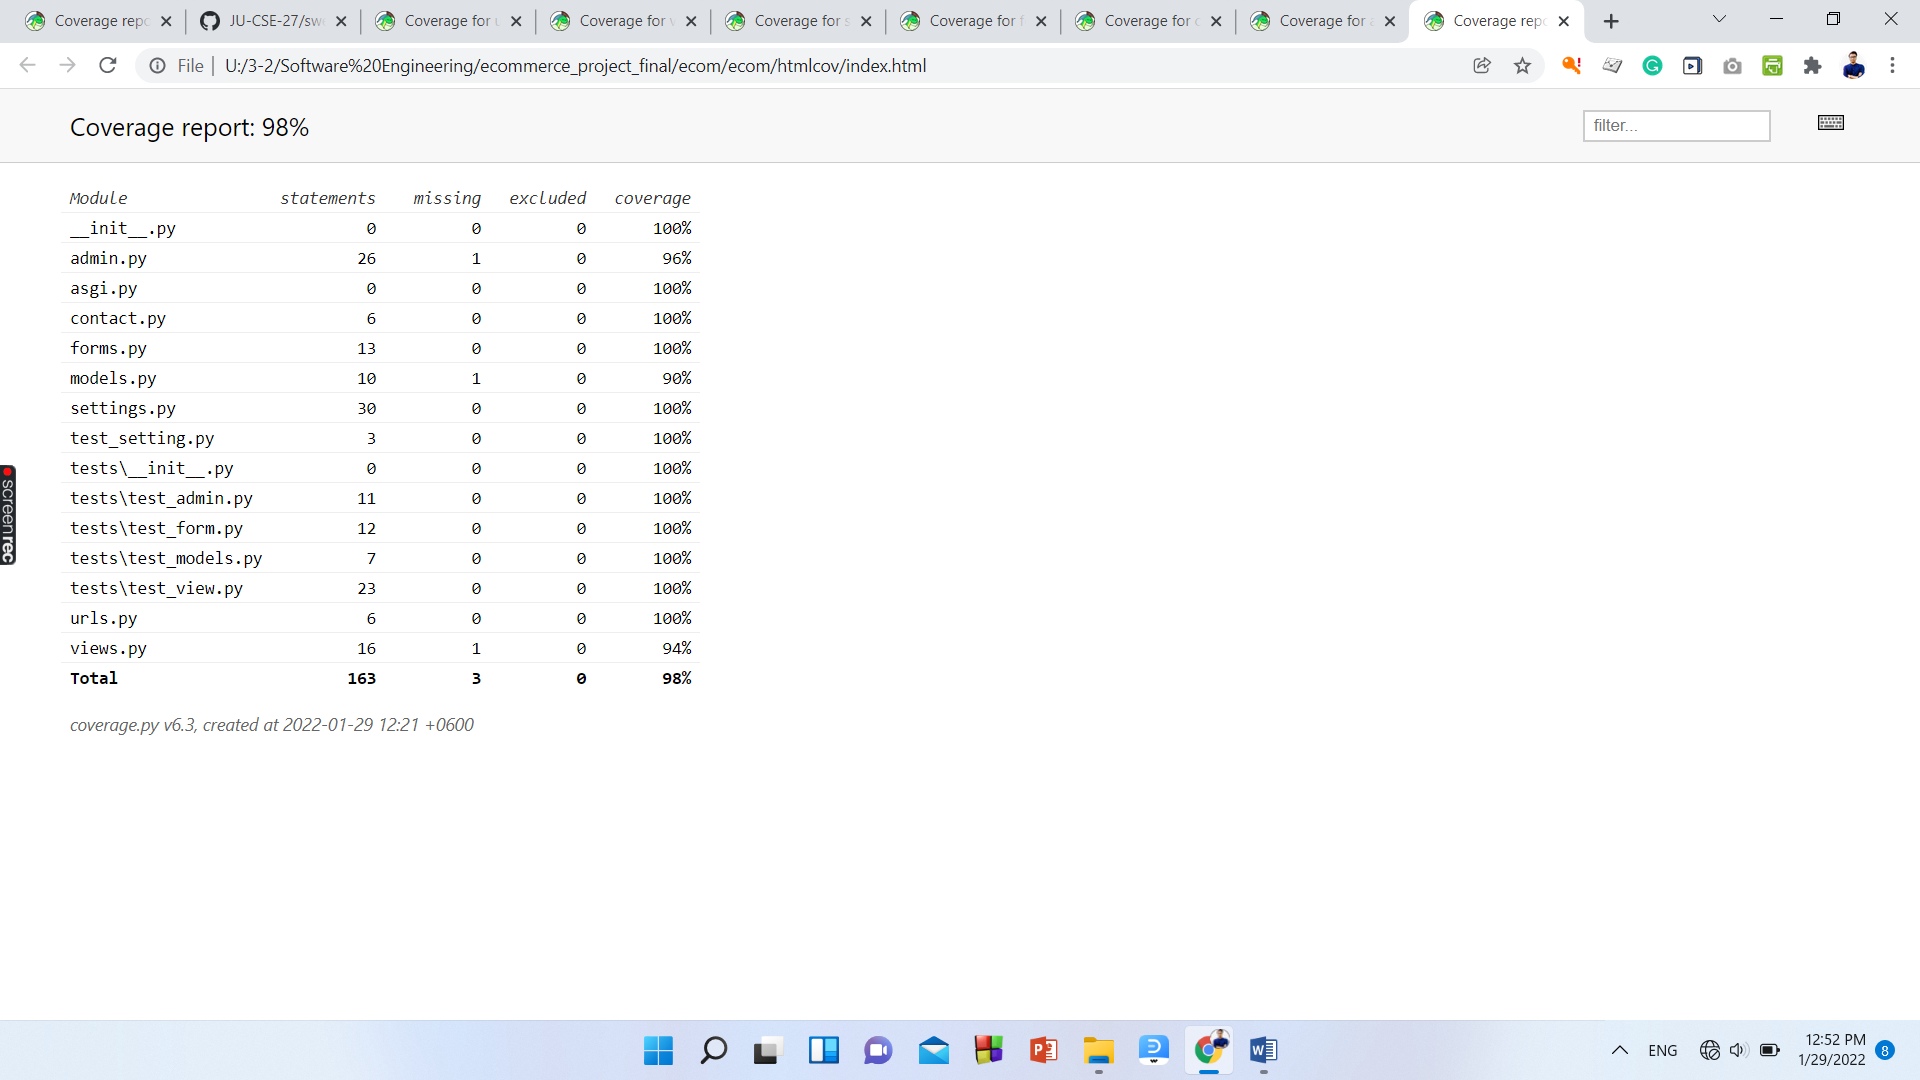 Coverage repo
JU-CSE-27/swe
Coverage for u
Coverage for v
Coverage for s
Coverage for f
Coverage for c
Coverage for a
Coverage repo
File | U:/3-2/Software%20Engineering/ecommerce_project_final/ecom/ecom/htmlcov/index.html
Coverage report: 98%
filter...
Module statements missing excluded coverage
__init__.py 0 0 0 100%
admin.py 26 1 0 96%
asgi.py 0 0 0 100%
contact.py 6 0 0 100%
forms.py 13 0 0 100%
models.py 10 1 0 90%
settings.py 30 0 0 100%
test_setting.py 3 0 0 100%
tests\__init__.py 0 0 0 100%
tests\test_admin.py 11 0 0 100%
tests\test_form.py 12 0 0 100%
tests\test_models.py 7 0 0 100%
tests\test_view.py 23 0 0 100%
urls.py 6 0 0 100%
views.py 16 1 0 94%
Total 163 3 0 98%
coverage.py v6.3, created at 2022-01-29 12:21 +0600
screenrec
ENG
12:52 PM
1/29/2022
8